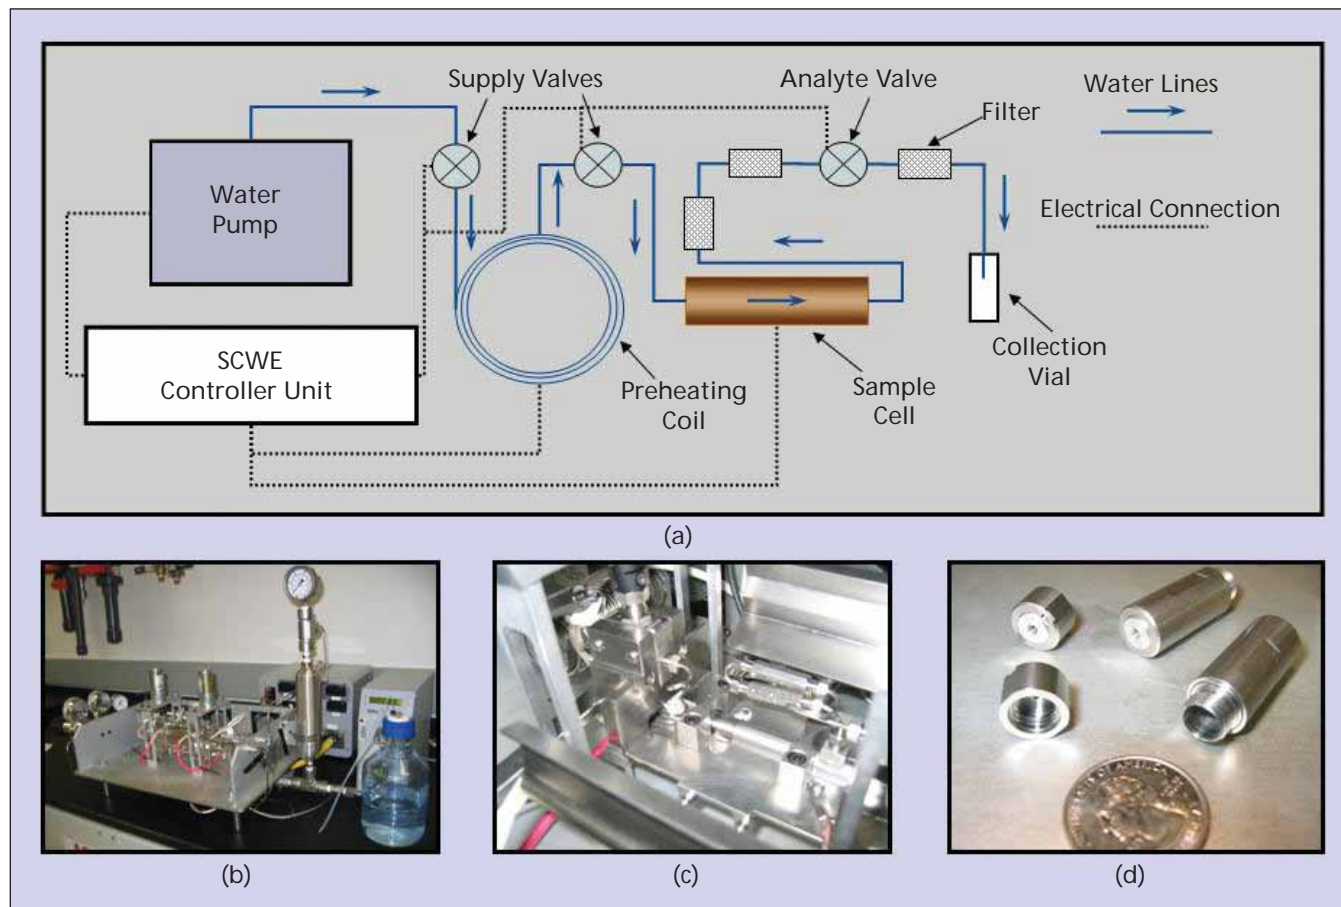 Supply Valves
Analyte Valve
Water Lines
Filter
Water
Pump
Electrical Connection
SCWE
Controller Unit
Preheating
Coil
Sample
Cell
Collection
Vial
(a)
(b)
(c)
(d)